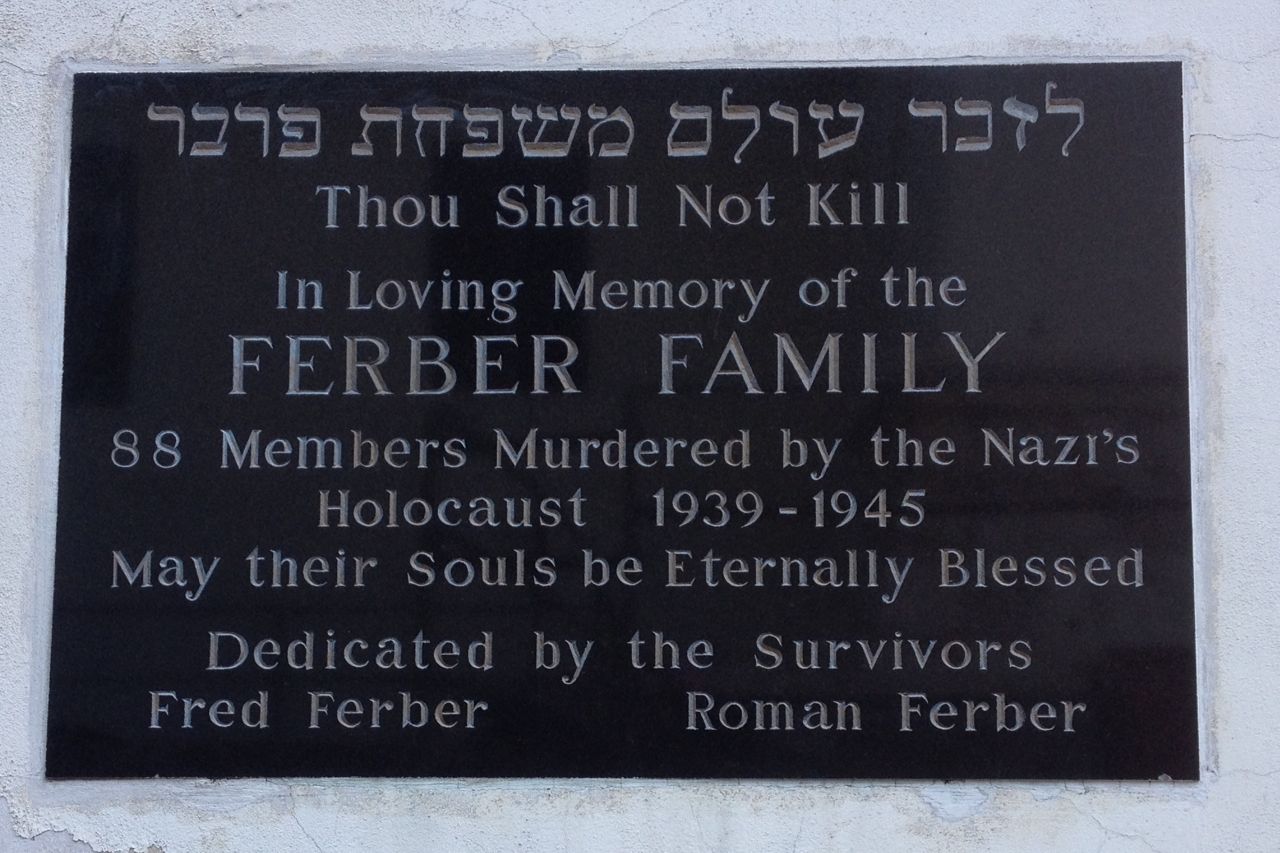 לזכר עולם משפחת פרבר
Thou Shall Not Kill
In Loving Memory of the
FERBER FAMILY
88 Members Murdered by the Nazi's
Holocaust 1939-1945
May their Souls be Eternally Blessed
Dedicated by the Survivors
Fred Ferber Roman Ferber